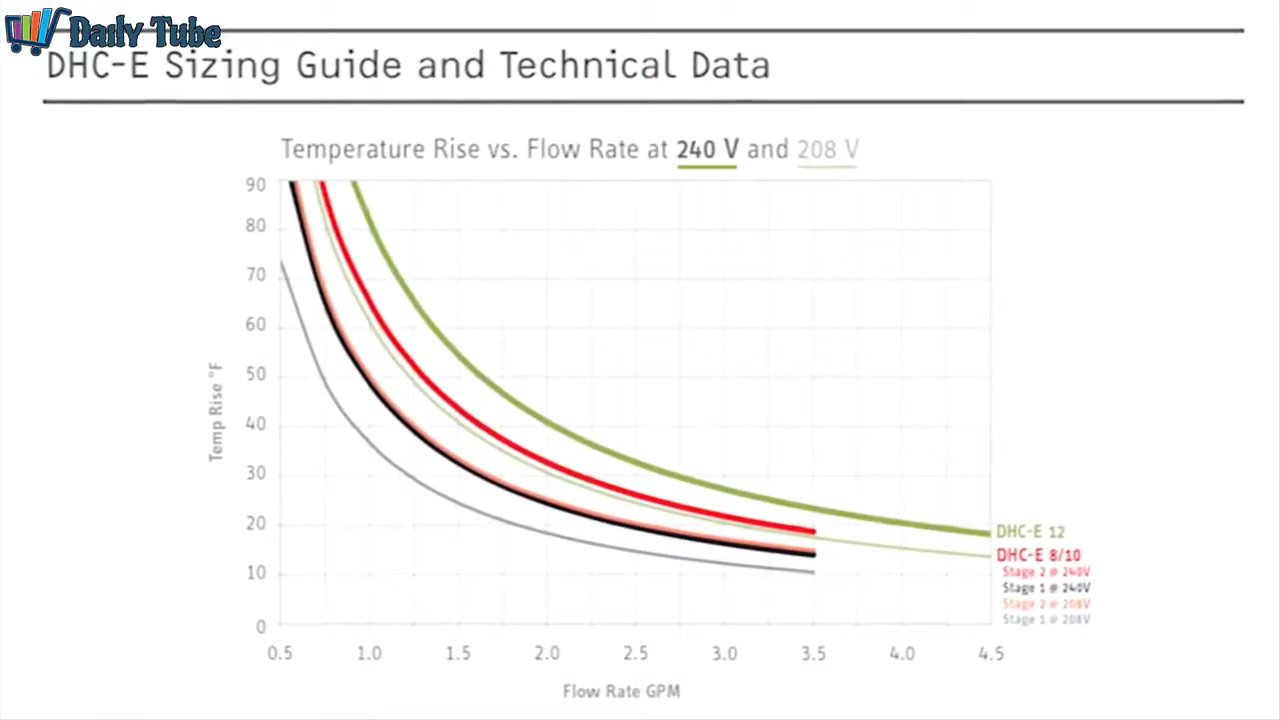 Daily Tube
DHC-E Sizing Guide and Technical Data
Temperature Rise vs. Flow Rate at 240 V and 208 V
90
80
70
60
50
40
30
20
10
0
Temp Rise °F
0.5 1.0 1.5 2.0 2.5 3.0 3.5 4.0 4.5
Flow Rate GPM
DHC-E 12
DHC-E 8/10
Stage 2 @ 240V
Stage 1 @ 240V
Stage 2 @ 208V
Stage 1 @ 208V